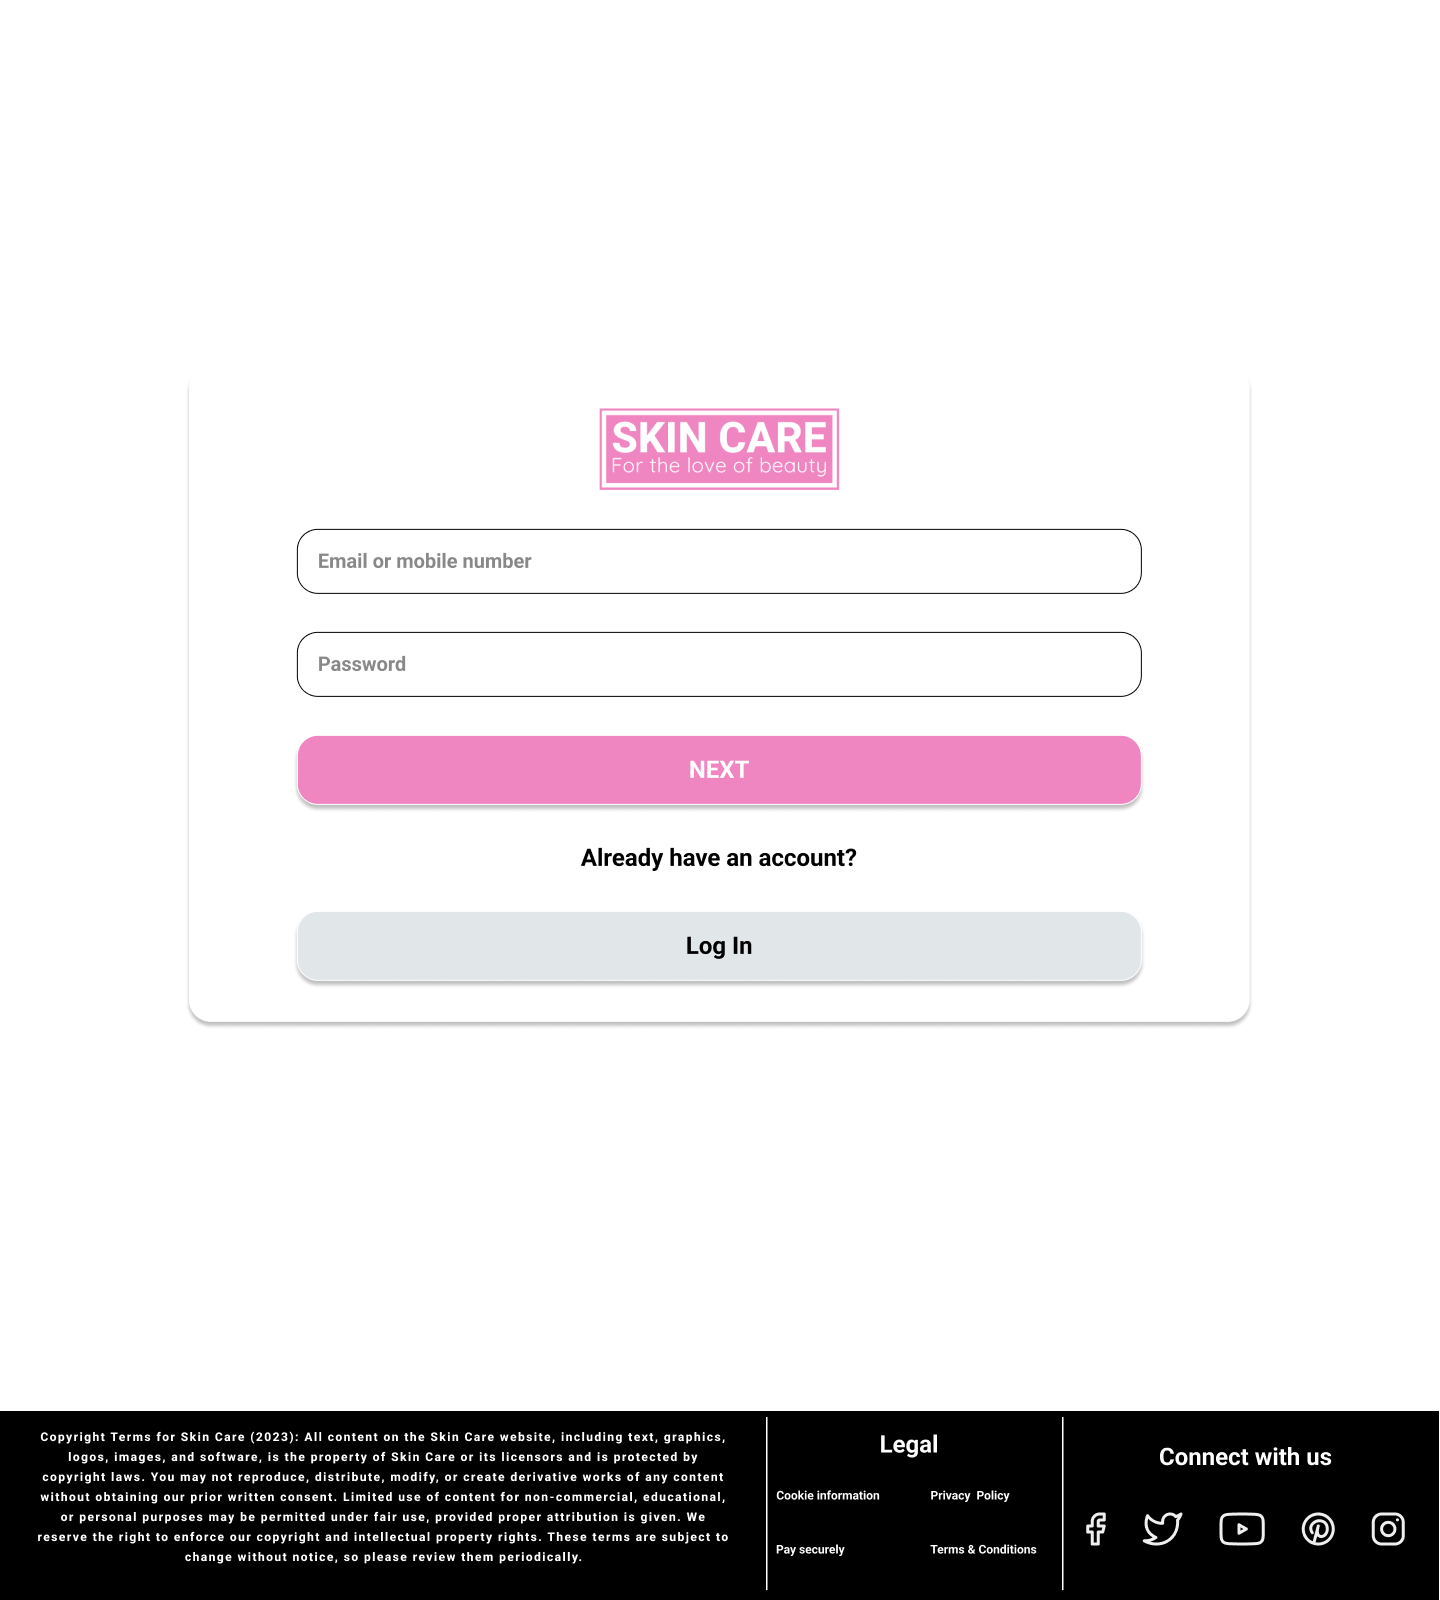 SKIN CARE
For the love of beauty
Email or mobile number
Password
NEXT
Already have an account?
Log In
Copyright Terms for Skin Care (2023): All content on the Skin Care website, including text, graphics,
logos, images, and software, is the property of Skin Care or its licensors and is protected by
copyright laws. You may not reproduce, distribute, modify, or create derivative works of any content
without obtaining our prior written consent. Limited use of content for non-commercial, educational,
or personal purposes may be permitted under fair use, provided proper attribution is given. We
reserve the right to enforce our copyright and intellectual property rights. These terms are subject to
change without notice, so please review them periodically.
Legal
Cookie information
Privacy Policy
Pay securely
Terms & Conditions
Connect with us